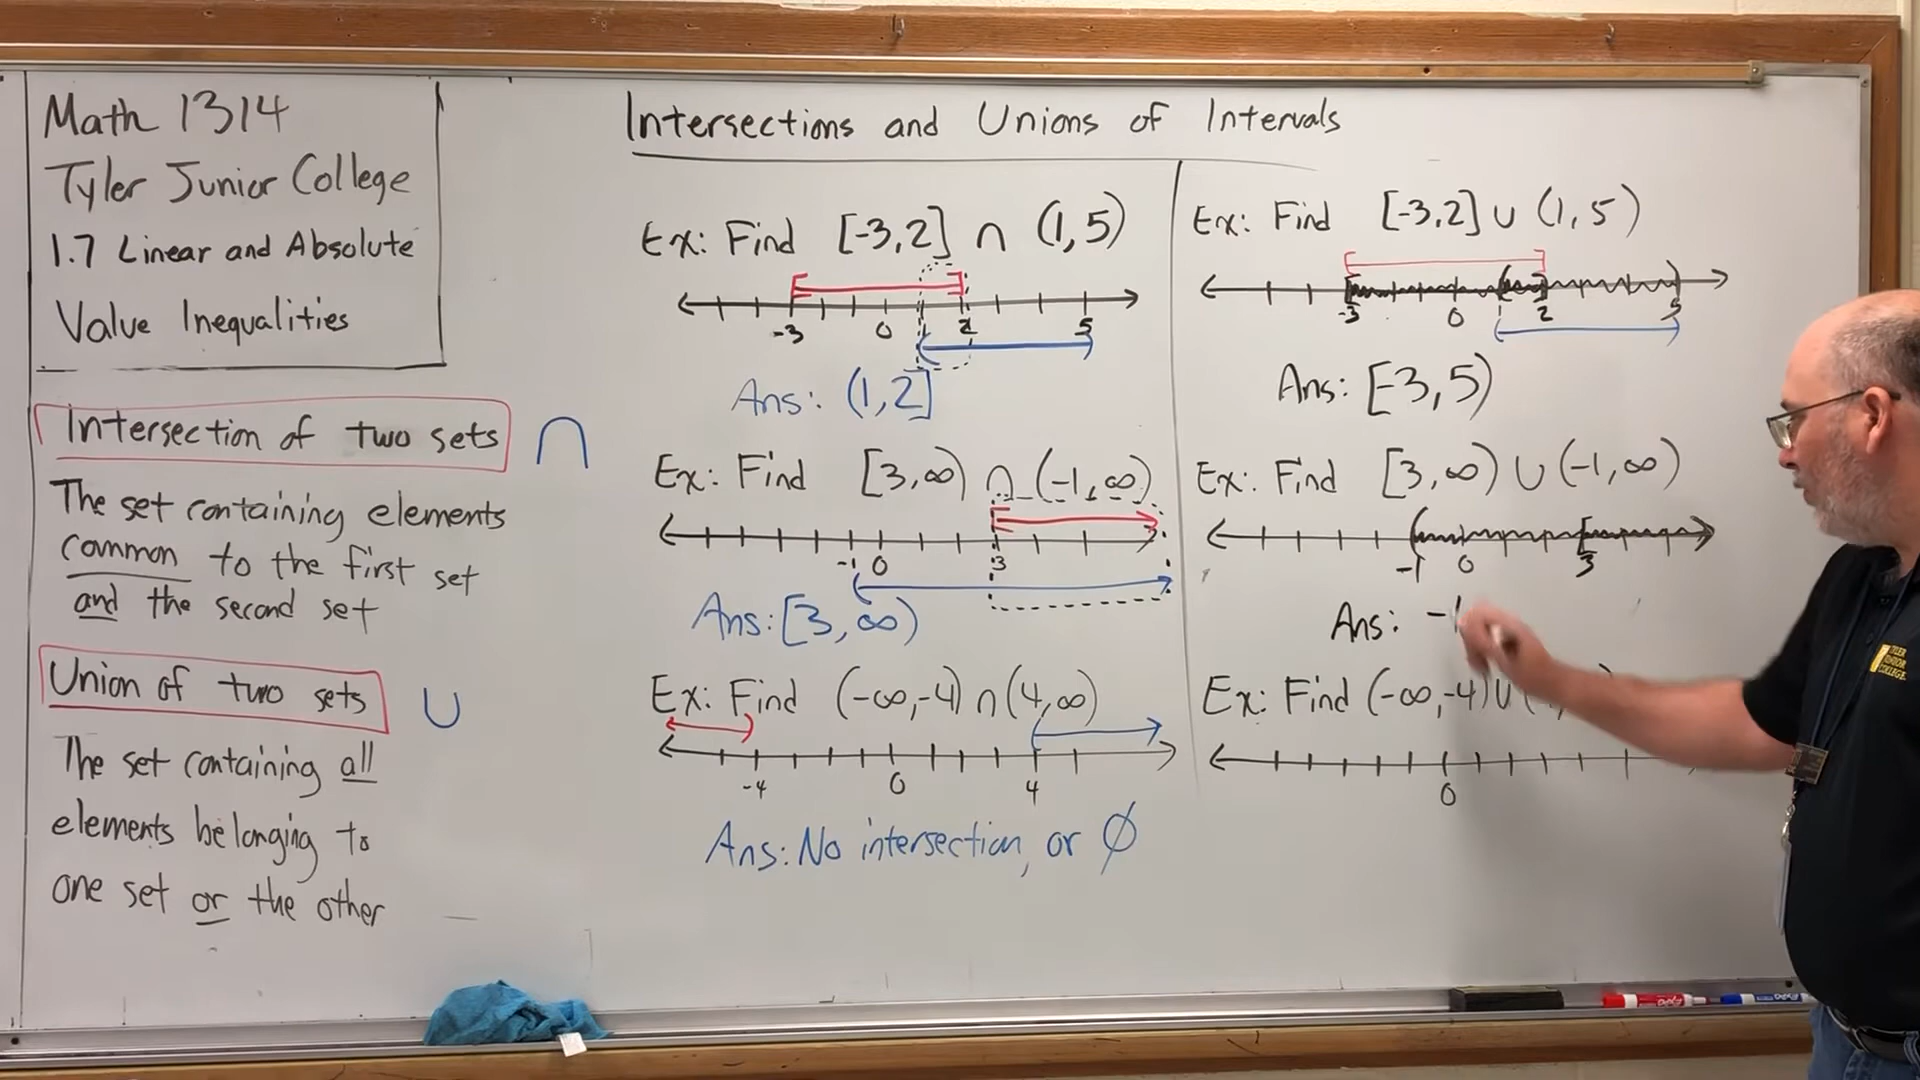 Math 1314
Tyler Junior College
1.7 Linear and Absolute
Value Inequalities
Intersection of two sets ∩
The set containing elements
common to the first set
and the second set
Union of two sets ∪
The set containing all
elements belonging to
one set or the other
Intersections and Unions of Intervals
Ex: Find [-3,2] ∩ (1,5)
-3 0 2 5
Ans: (1,2]
Ex: Find [3,∞) ∩ (-1,∞)
-1 0 3
Ans: [3,∞)
Ex: Find (-∞,-4) ∩ (4,∞)
-4 0 4
Ans: No intersection, or ∅
Ex: Find [-3,2] ∪ (1,5)
-3 0 2 5
Ans: [-3,5)
Ex: Find [3,∞) ∪ (-1,∞)
-1 0 3
Ans: -1
Ex: Find (-∞,-4) ∪ (
0
TYLER
JUNIOR
COLLEGE